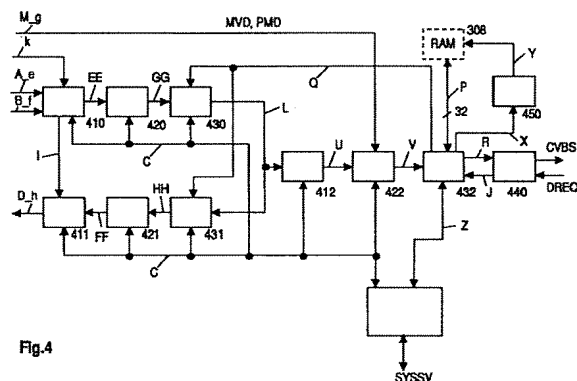 M_g
MVD, PMD
308
RAM
Y
k
Q
A_e
EE
GG
P
B_f
L
32
450
410
420
430
X
U
V
R
CVBS
I
C
J
DREQ
412
422
432
440
D_h
HH
FF
411
421
431
Z
C
Fig.4
SYSSV